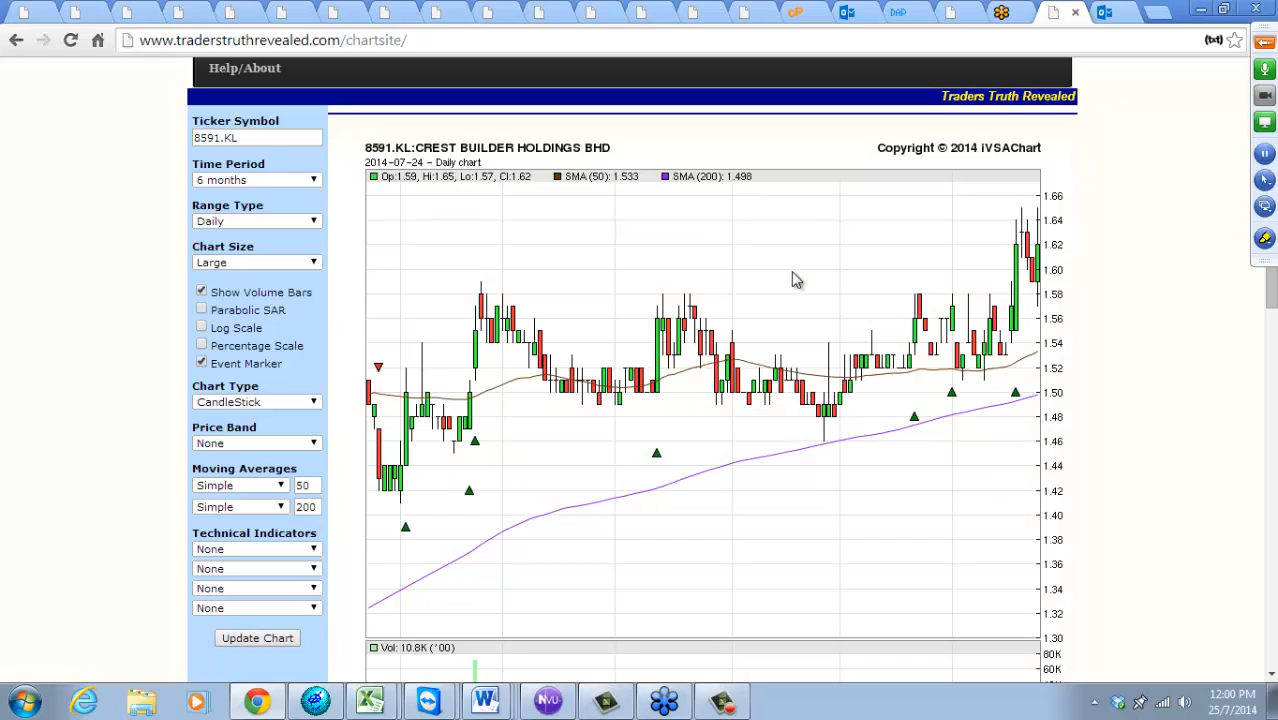 cP
DAP
www.traderstruthrevealed.com/chartsite/
(txt)
Help/About
Traders Truth Revealed
Ticker Symbol
8591.KL
Time Period
6 months
Range Type
Daily
Chart Size
Large
Show Volume Bars
Parabolic SAR
Log Scale
Percentage Scale
Event Marker
Chart Type
CandleStick
Price Band
None
Moving Averages
Simple 50
Simple 200
Technical Indicators
None
None
None
None
Update Chart
8591.KL:CREST BUILDER HOLDINGS BHD
Copyright © 2014 iVSAChart
2014-07-24 - Daily chart
Op:1.59, Hi:1.65, Lo:1.57, Cl:1.62 SMA (50): 1.533 SMA (200): 1.498
1.66
1.64
1.62
1.60
1.58
1.56
1.54
1.52
1.50
1.48
1.46
1.44
1.42
1.40
1.38
1.36
1.34
1.32
1.30
Vol: 10.8K ('00)
80K
60K
NVU
12:00 PM
25/7/2014